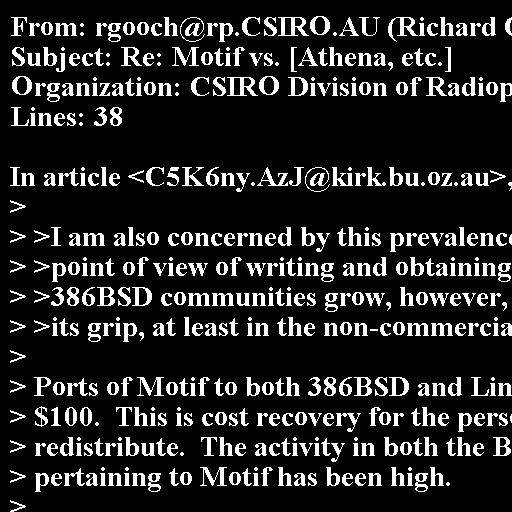 From: rgooch@rp.CSIRO.AU (Richard
Subject: Re: Motif vs. [Athena, etc.]
Organization: CSIRO Division of Radiop
Lines: 38

In article <C5K6ny.AzJ@kirk.bu.oz.au>,
>
> >I am also concerned by this prevalence
> >point of view of writing and obtaining
> >386BSD communities grow, however,
> >its grip, at least in the non-commercia
>
> Ports of Motif to both 386BSD and Lin
> $100.  This is cost recovery for the pers
> redistribute.  The activity in both the B
> pertaining to Motif has been high.
>